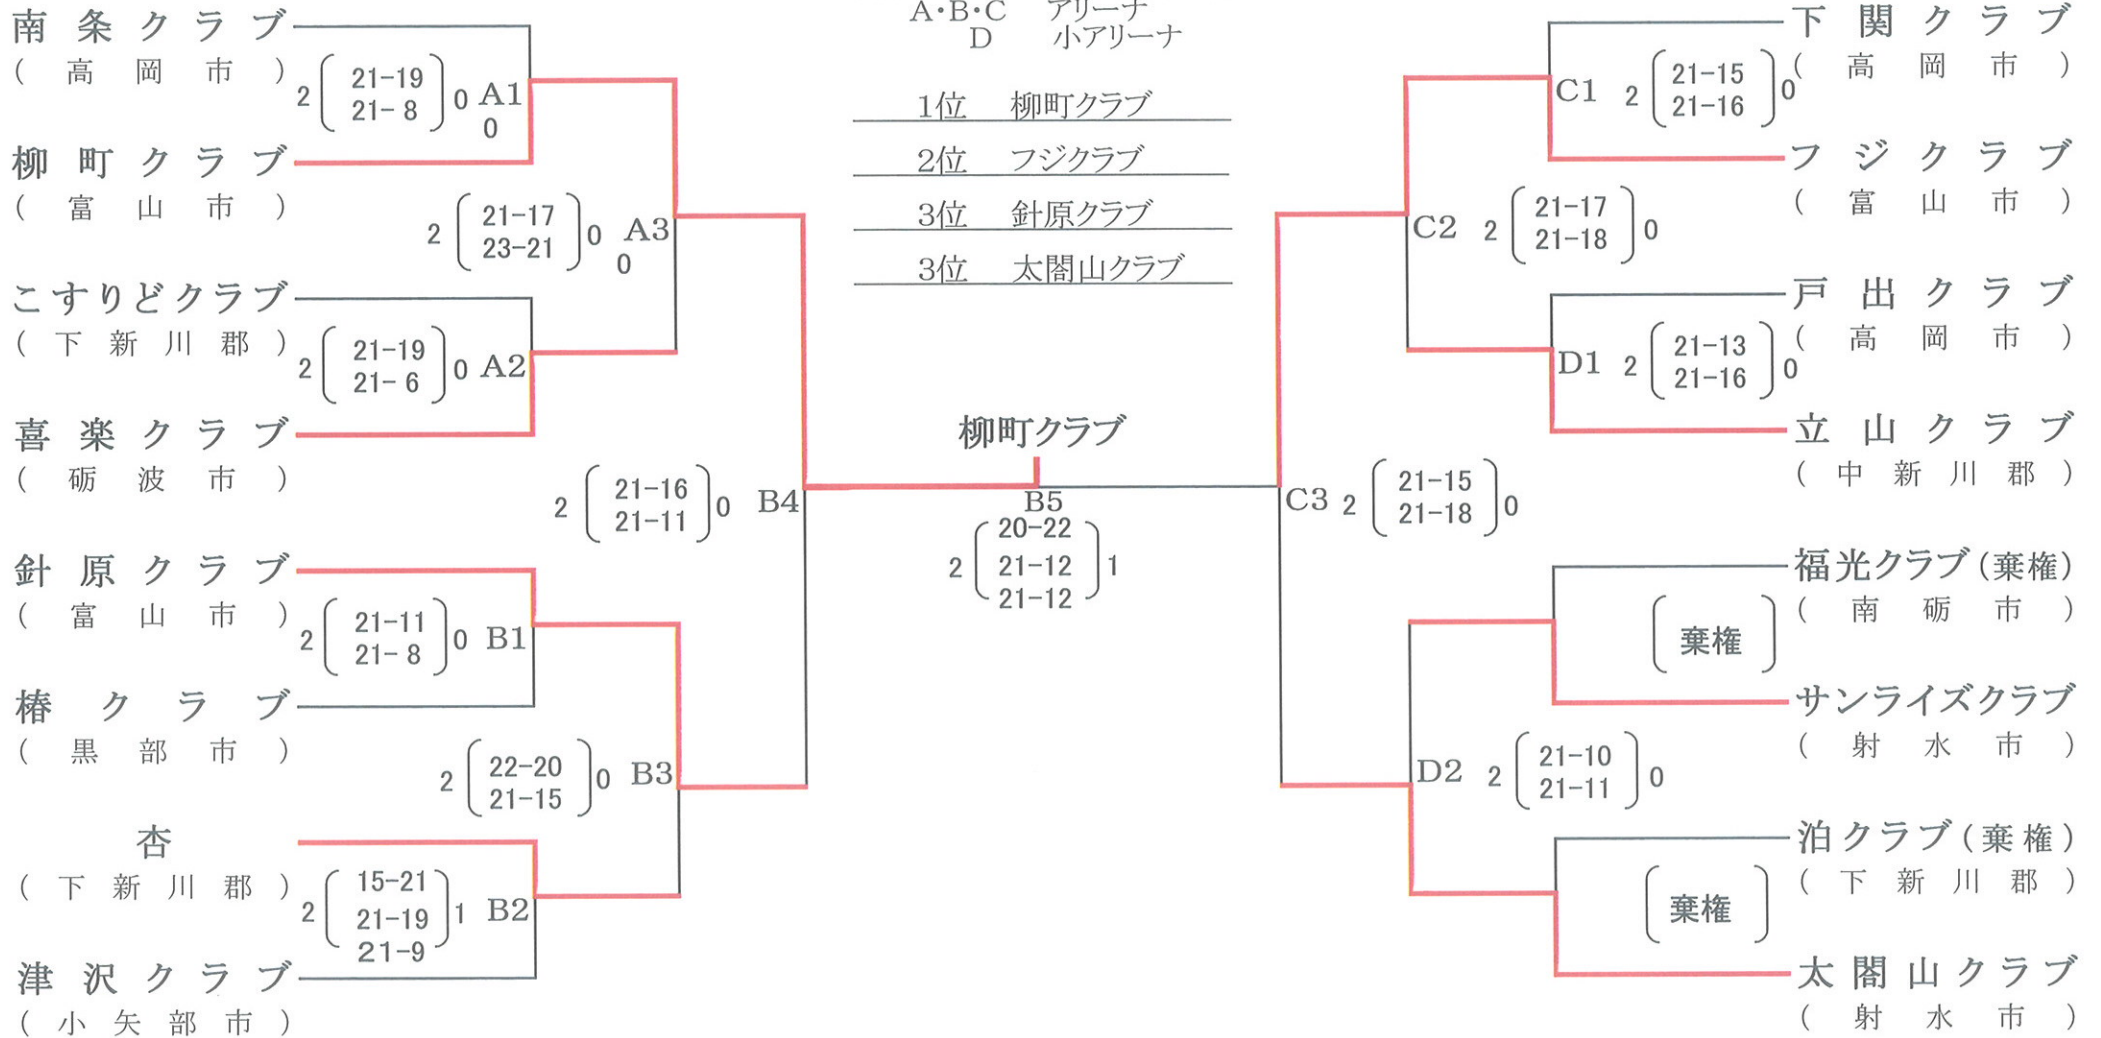 A・B・C アリーナ
D 小アリーナ
1位 柳町クラブ
2位 フジクラブ
3位 針原クラブ
3位 太閤山クラブ
南条クラブ
(高岡市)
2 21-19 0 A1
21- 8
0
柳町クラブ
(富山市)
2 21-17 0 A3
23-21
0
こすりどクラブ
(下新川郡)
2 21-19 0 A2
21- 6
喜楽クラブ
(砺波市)
2 21-16 0 B4
21-11
針原クラブ
(富山市)
2 21-11 0 B1
21- 8
椿クラブ
(黒部市)
2 22-20 0 B3
21-15
杏
(下新川郡)
2 15-21 1 B2
21-19
21-9
津沢クラブ
(小矢部市)
柳町クラブ
B5
20-22
2 21-12 1
21-12
下関クラブ
(高岡市)
C1 2 21-15 0
21-16
フジクラブ
(富山市)
C2 2 21-17 0
21-18
戸出クラブ
(高岡市)
D1 2 21-13 0
21-16
立山クラブ
(中新川郡)
C3 2 21-15 0
21-18
福光クラブ(棄権)
(南砺市)
棄権
サンライズクラブ
(射水市)
D2 2 21-10 0
21-11
泊クラブ(棄権)
(下新川郡)
棄権
太閤山クラブ
(射水市)